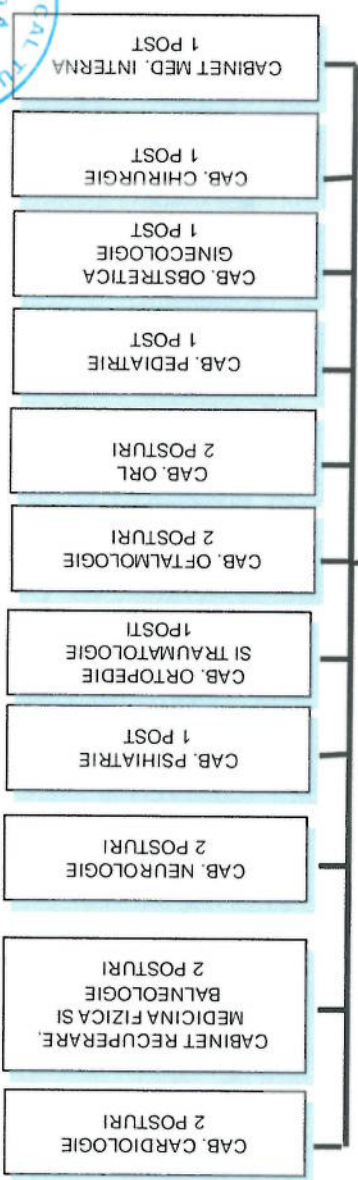 CAB. CARDIOLOGIE
2 POSTURI
CABINET RECUPERARE.
MEDICINA FIZICA SI
BALNEOLOGIE
2 POSTURI
CAB. NEUROLOGIE
2 POSTURI
CAB. PSIHIATRIE
1 POST
CAB. ORTOPEDIE
SI TRAUMATOLOGIE
1POSTI
CAB. OFTALMOLOGIE
2 POSTURI
CAB. ORL
2 POSTURI
CAB. PEDIATRIE
1 POST
CAB. OBSTRETICA
GINECOLOGIE
1 POST
CAB. CHIRURGIE
1 POST
CABINET MED. INTERNA
1 POST